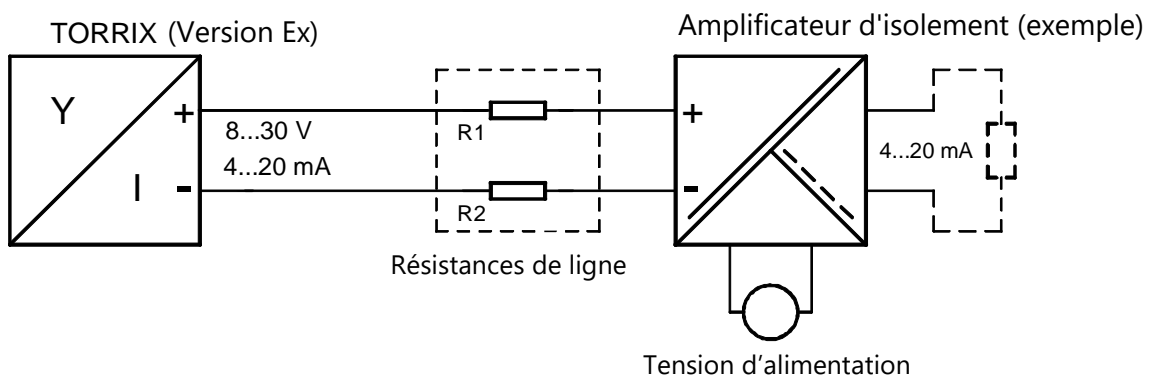 TORRIX (Version Ex)
Amplificateur d'isolement (exemple)
Y
I
+
-
8...30 V
4...20 mA
R1
R2
Résistances de ligne
+
-
4...20 mA
Tension d’alimentation